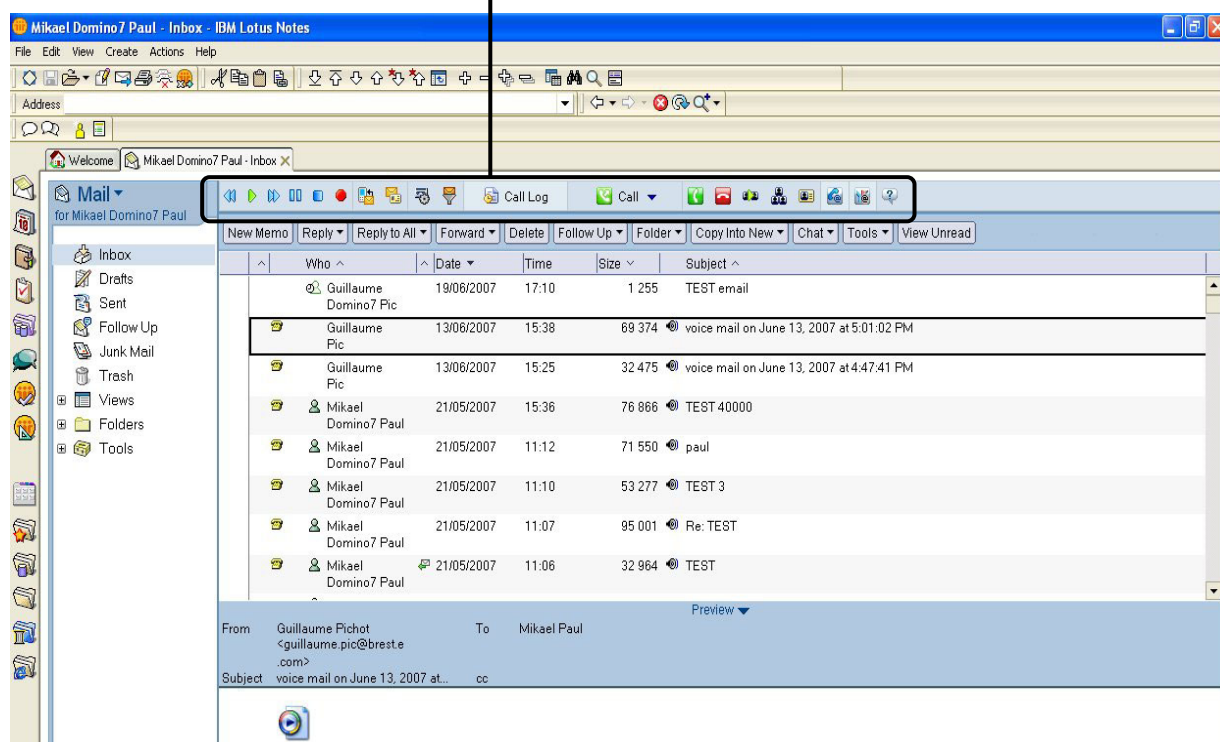 Mikael Domino7 Paul - Inbox - IBM Lotus Notes
File Edit View Create Actions Help
Address
Welcome Mikael Domino7 Paul - Inbox
Mail
for Mikael Domino7 Paul
Call Log Call
New Memo Reply Reply to All Forward Delete Follow Up Folder Copy Into New Chat Tools View Unread
Inbox
Drafts
Sent
Follow Up
Junk Mail
Trash
Views
Folders
Tools
Who Date Time Size Subject
Guillaume 19/06/2007 17:10 1 255 TEST email
Domino7 Pic
Guillaume 13/06/2007 15:38 69 374 voice mail on June 13, 2007 at 5:01:02 PM
Pic
Guillaume 13/06/2007 15:25 32 475 voice mail on June 13, 2007 at 4:47:41 PM
Pic
Mikael 21/05/2007 15:36 76 866 TEST 40000
Domino7 Paul
Mikael 21/05/2007 11:12 71 550 paul
Domino7 Paul
Mikael 21/05/2007 11:10 53 277 TEST 3
Domino7 Paul
Mikael 21/05/2007 11:07 95 001 Re: TEST
Domino7 Paul
Mikael 21/05/2007 11:06 32 964 TEST
Domino7 Paul
Preview
From Guillaume Pichot To Mikael Paul
<guillaume.pic@brest.e
.com>
Subject voice mail on June 13, 2007 at... cc